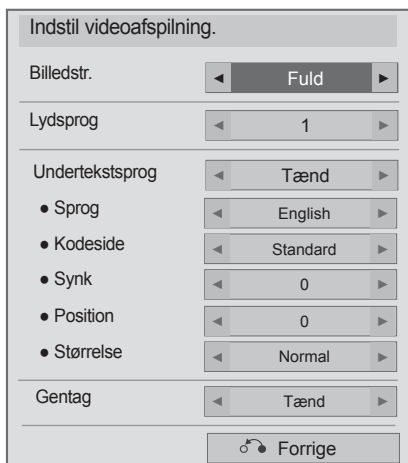 Indstil videoafspilning.
Billedstr. ◄ Fuld ►
Lydsprog ◄ 1 ►
Undertekstsprog ◄ Tænd ►
● Sprog ◄ English ►
● Kodeside ◄ Standard ►
● Synk ◄ 0 ►
● Position ◄ 0 ►
● Størrelse ◄ Normal ►
Gentag ◄ Tænd ►
Forrige